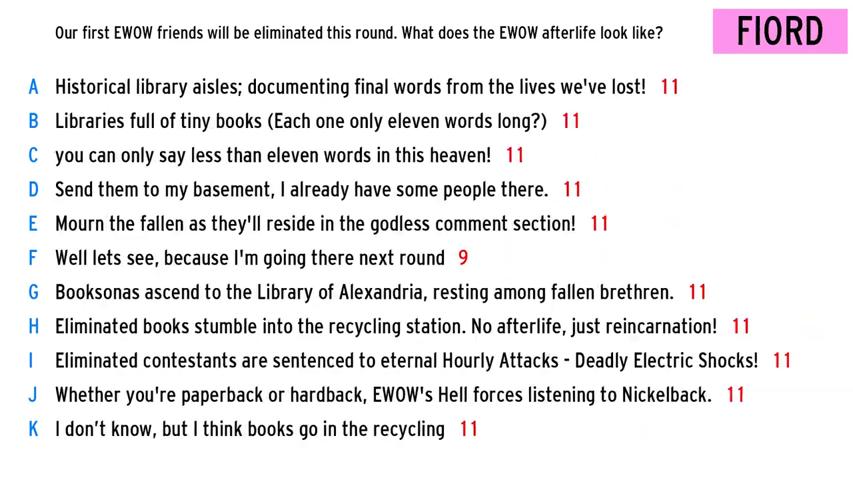 Our first EWOW friends will be eliminated this round. What does the EWOW afterlife look like?
FIORD
A Historical library aisles; documenting final words from the lives we've lost! 11
B Libraries full of tiny books (Each one only eleven words long?) 11
C you can only say less than eleven words in this heaven! 11
D Send them to my basement, I already have some people there. 11
E Mourn the fallen as they'll reside in the godless comment section! 11
F Well lets see, because I'm going there next round 9
G Booksonas ascend to the Library of Alexandria, resting among fallen brethren. 11
H Eliminated books stumble into the recycling station. No afterlife, just reincarnation! 11
I Eliminated contestants are sentenced to eternal Hourly Attacks - Deadly Electric Shocks! 11
J Whether you're paperback or hardback, EWOW's Hell forces listening to Nickelback. 11
K I don’t know, but I think books go in the recycling 11